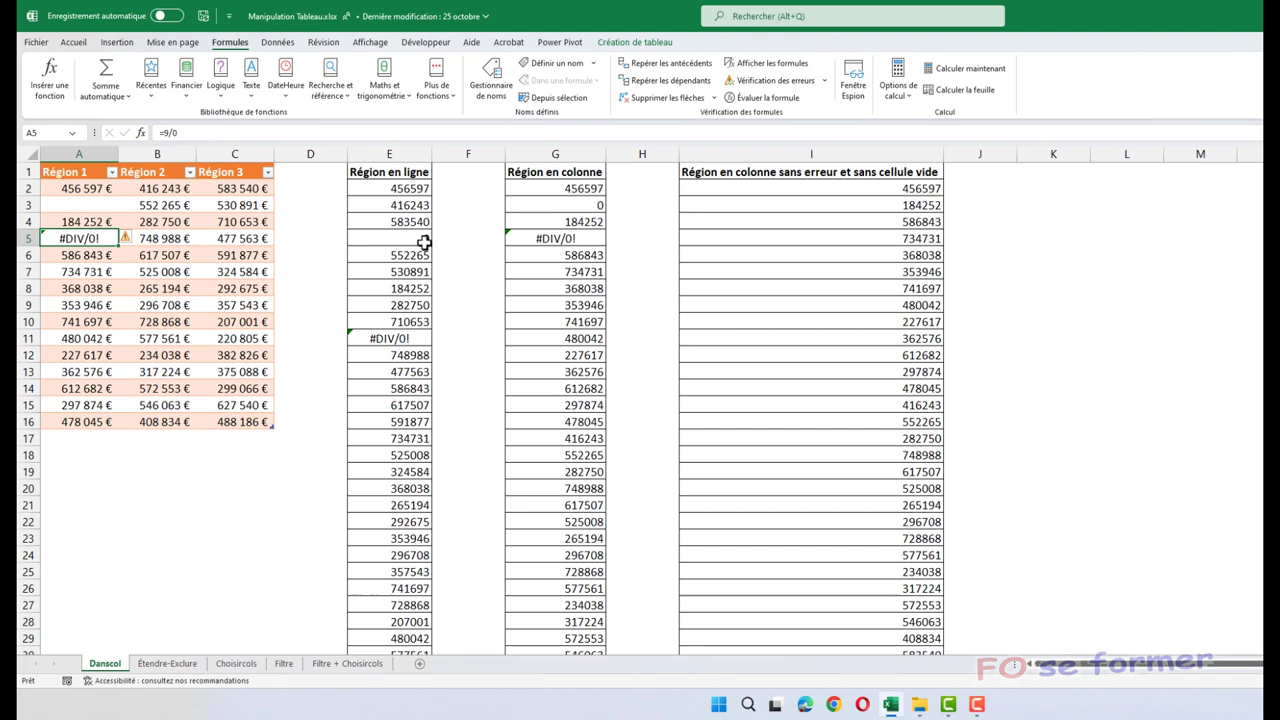 Enregistrement automatique
Manipulation Tableau.xlsx
• Dernière modification : 25 octobre
Rechercher (Alt+Q)
Fichier Accueil Insertion Mise en page Formules Données Révision Affichage Développeur Aide Acrobat Power Pivot Création de tableau
Insérer une fonction
Somme automatique
Récentes
Financier
Logique
Texte
DateHeure
Recherche et référence
Maths et trigonométrie
Plus de fonctions
Bibliothèque de fonctions
Gestionnaire de noms
Définir un nom
Dans une formule
Depuis sélection
Noms définis
Repérer les antécédents
Repérer les dépendants
Supprimer les flèches
Afficher les formules
Vérification des erreurs
Évaluer la formule
Vérification des formules
Fenêtre Espion
Options de calcul
Calculer maintenant
Calculer la feuille
Calcul
A5 fx =9/0
A B C D E F G H I J K L M
1 Région 1 Région 2 Région 3 Région en ligne Région en colonne Région en colonne sans erreur et sans cellule vide
2 456 597 € 416 243 € 583 540 € 456597 456597 456597
3 552 265 € 530 891 € 416243 0 184252
4 184 252 € 282 750 € 710 653 € 583540 184252 586843
5 #DIV/0! 748 988 € 477 563 € #DIV/0! 734731
6 586 843 € 617 507 € 591 877 € 552265 586843 368038
7 734 731 € 525 008 € 324 584 € 530891 734731 353946
8 368 038 € 265 194 € 292 675 € 184252 368038 741697
9 353 946 € 296 708 € 357 543 € 282750 353946 480042
10 741 697 € 728 868 € 207 001 € 710653 741697 227617
11 480 042 € 577 561 € 220 805 € #DIV/0! 480042 362576
12 227 617 € 234 038 € 382 826 € 748988 227617 612682
13 362 576 € 317 224 € 375 088 € 477563 362576 297874
14 612 682 € 572 553 € 299 066 € 586843 612682 478045
15 297 874 € 546 063 € 627 540 € 617507 297874 416243
16 478 045 € 408 834 € 488 186 € 591877 478045 552265
17 734731 416243 282750
18 525008 552265 748988
19 324584 282750 617507
20 368038 748988 525008
21 265194 617507 265194
22 292675 525008 296708
23 353946 265194 728868
24 296708 296708 577561
25 357543 728868 234038
26 741697 577561 317224
27 728868 234038 572553
28 207001 317224 546063
29 480042 572553 408834
577561 546063 583540
Danscol Étendre-Exclure Choisircols Filtre Filtre + Choisircols
FO se former
Prêt Accessibilité : consultez nos recommandations